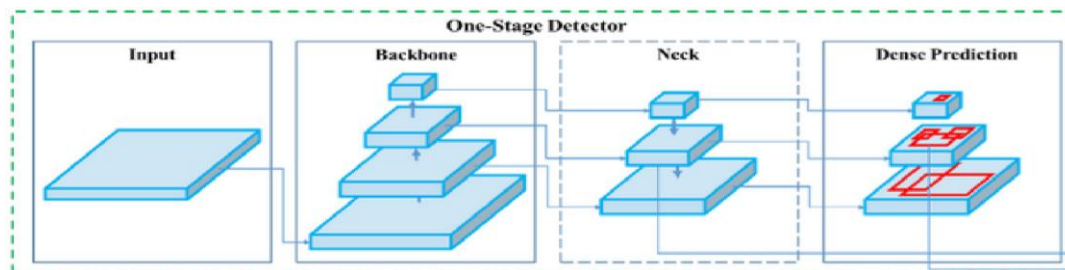 One-Stage Detector
Input
Backbone
Neck
Dense Prediction